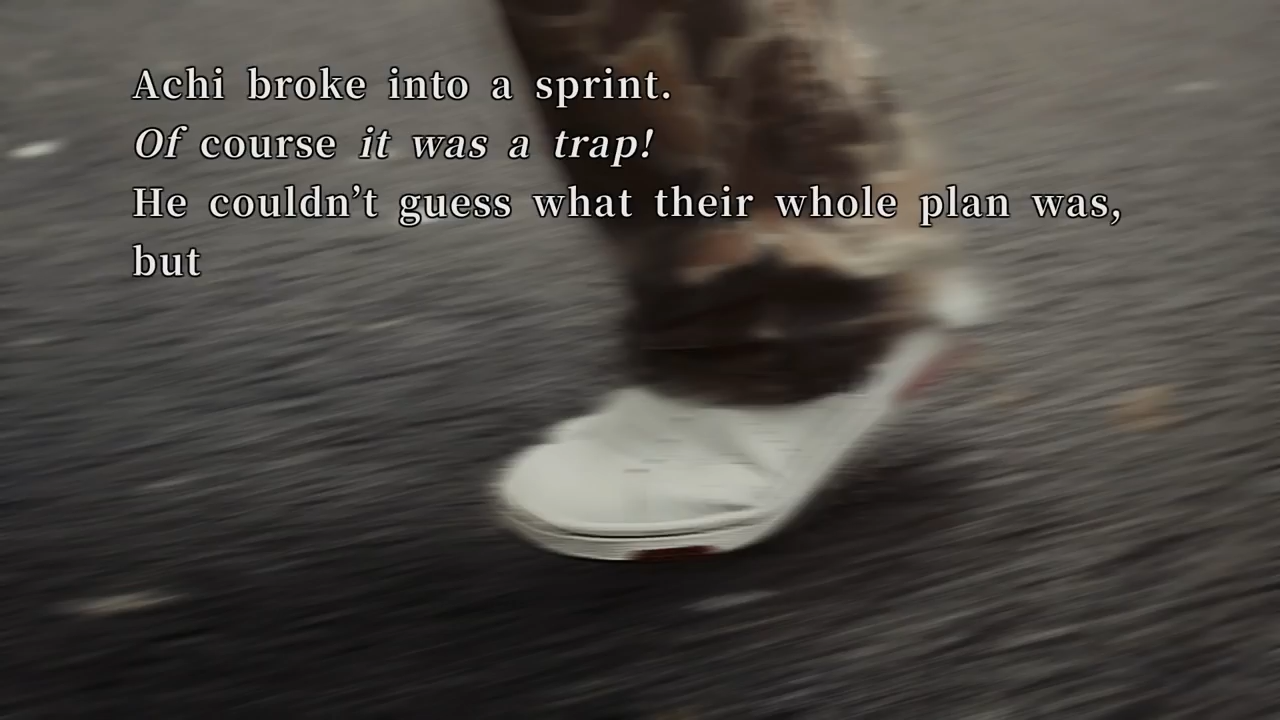 Achi broke into a sprint.
Of course it was a trap!
He couldn’t guess what their whole plan was,
but